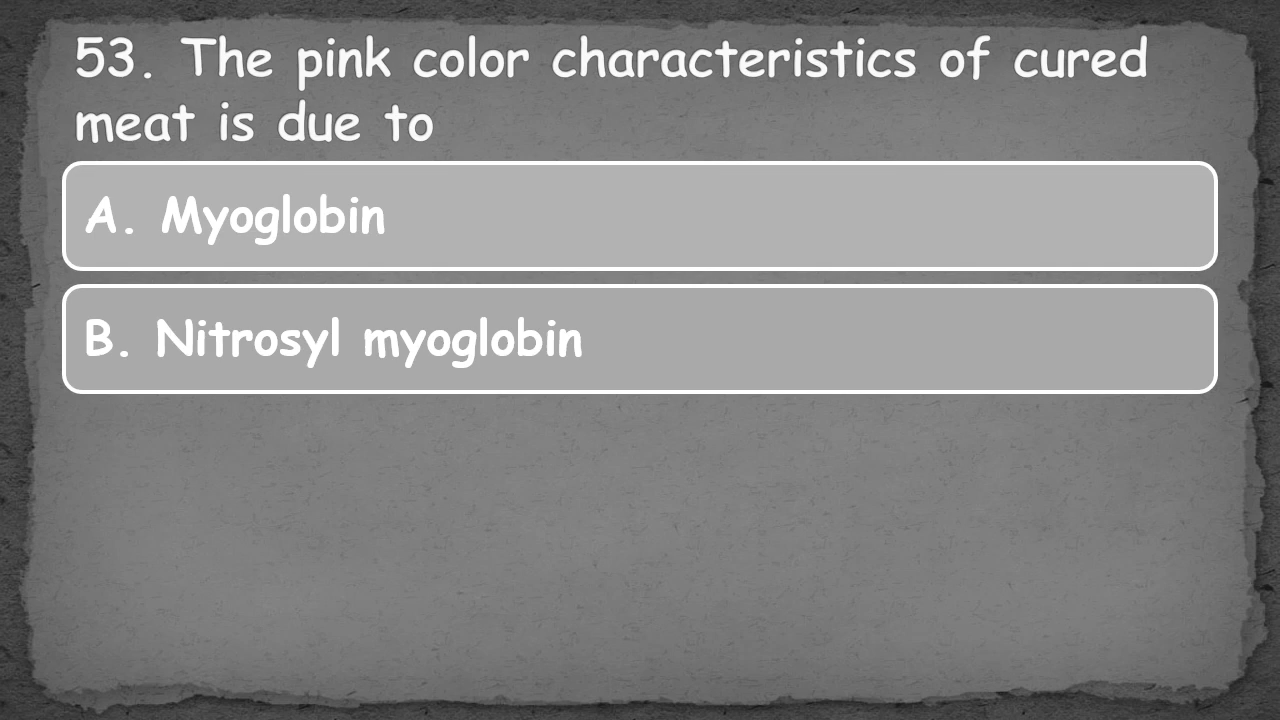 53. The pink color characteristics of cured
meat is due to
A. Myoglobin
B. Nitrosyl myoglobin